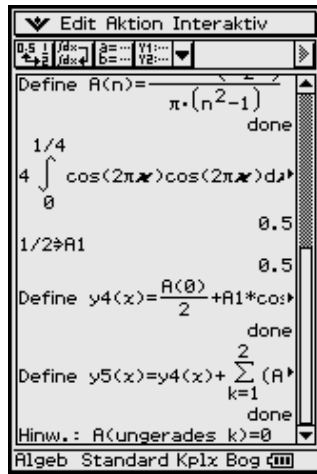 Edit Aktion Interaktiv
Define A(n)=
π·(n²-1)
done
1/4
4 ∫ cos(2πx)cos(2πx)d
0
0.5
1/2⇒A1
0.5
Define y4(x)=A(0)/2+A1*cos
done
2
Define y5(x)=y4(x)+ Σ (A
k=1
done
Hinw.: A(ungerades k)=0
Algeb Standard Kplx Bog